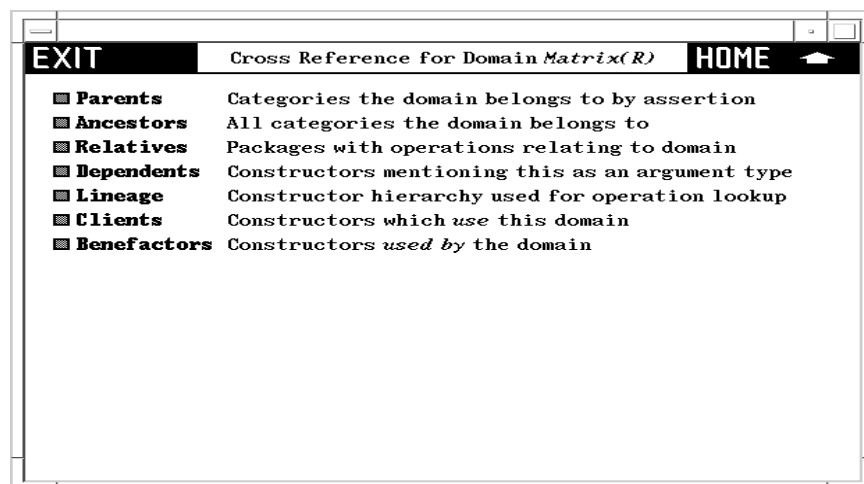 EXIT Cross Reference for Domain Matrix(R) HOME
Parents Categories the domain belongs to by assertion
Ancestors All categories the domain belongs to
Relatives Packages with operations relating to domain
Dependents Constructors mentioning this as an argument type
Lineage Constructor hierarchy used for operation lookup
Clients Constructors which use this domain
Benefactors Constructors used by the domain